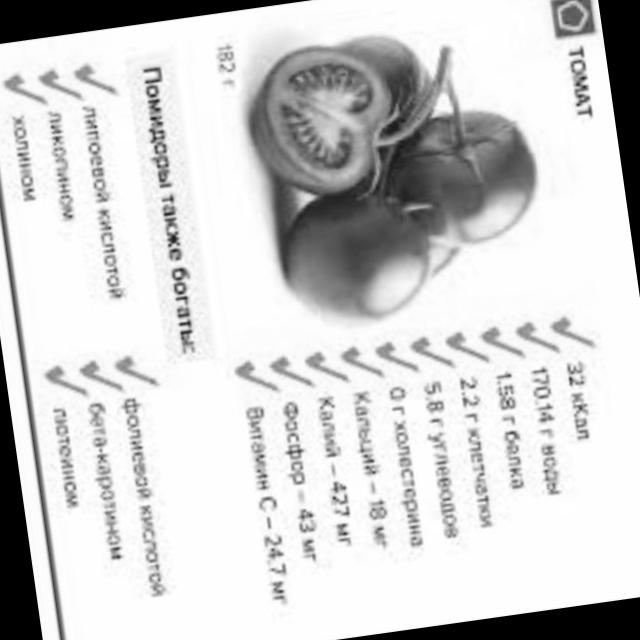 ТОМАТ
32 кКал
170.14 г воды
1.58 г белка
2.2 г клетчатки
5.8 г углеводов
0 г холестерина
Кальций – 18 мг
Калий – 427 мг
Фосфор – 43 мг
Витамин С – 24.7 мг
182 г
Помидоры также богаты:
липоевой кислотой
ликопином
холином
фолиевой кислотой
бета-каротином
лютеином